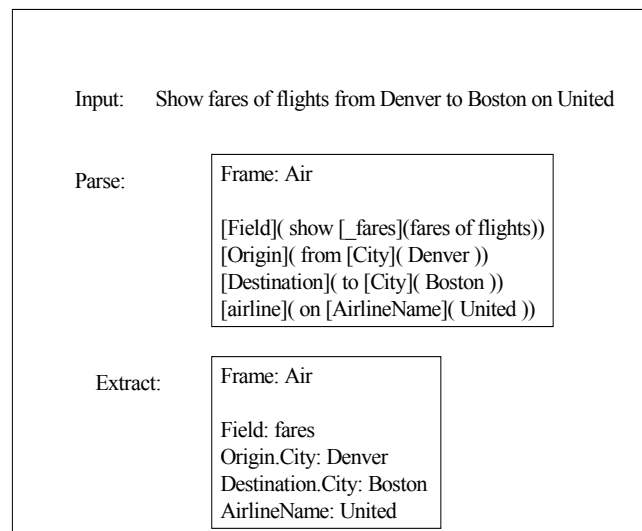 Input: Show fares of flights from Denver to Boston on United
Parse:
Frame: Air
[Field]( show [_fares](fares of flights))
[Origin]( from [City]( Denver ))
[Destination]( to [City]( Boston ))
[airline]( on [AirlineName]( United ))
Extract:
Frame: Air
Field: fares
Origin.City: Denver
Destination.City: Boston
AirlineName: United